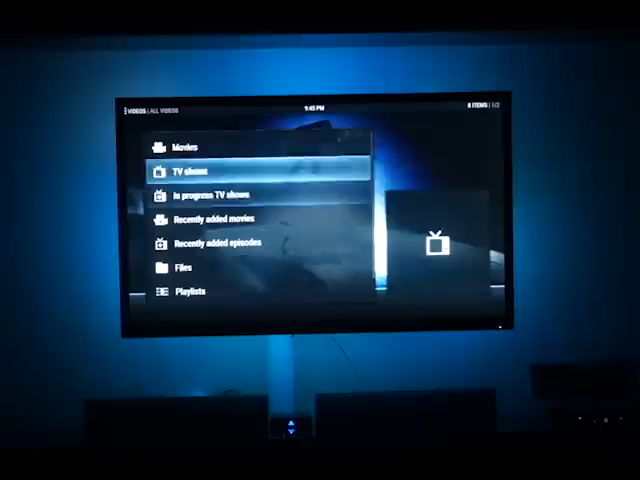 VIDEOS | ALL VIDEOS
9:45 PM
8 ITEMS | 1/2
Movies
TV shows
In progress TV shows
Recently added movies
Recently added episodes
Files
Playlists